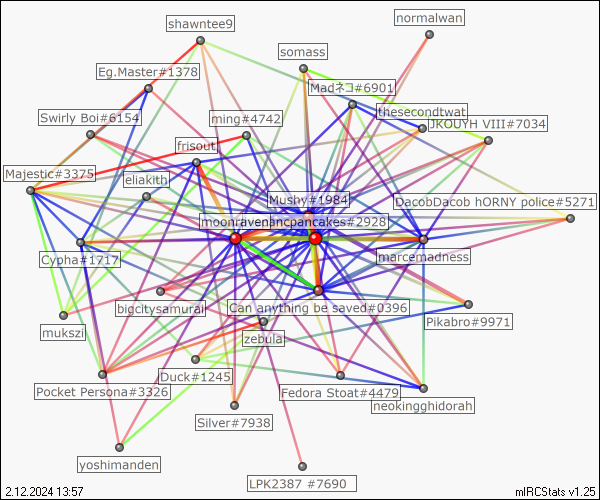 shawntee9
normalwan
somass
Eg.Master#1378
Madネコ#6901
Swirly Boi#6154
ming#4742
thesecondtwat
JKOUYH VIII#7034
frisout
Majestic#3375
eliakith
Mushy#1984
DacobDacob hORNY police#5271
moonravenancpancakes#2928
Cypha#1717
marcemadness
bigcitysamurai
Can anything be saved#0396
Pikabro#9971
mukszi
zebula
Duck#1245
Pocket Persona#3326
Fedora Stoat#4479
neokingghidorah
Silver#7938
yoshimanden
LPK2387 #7690
2.12.2024 13:57
mIRCStats v1.25